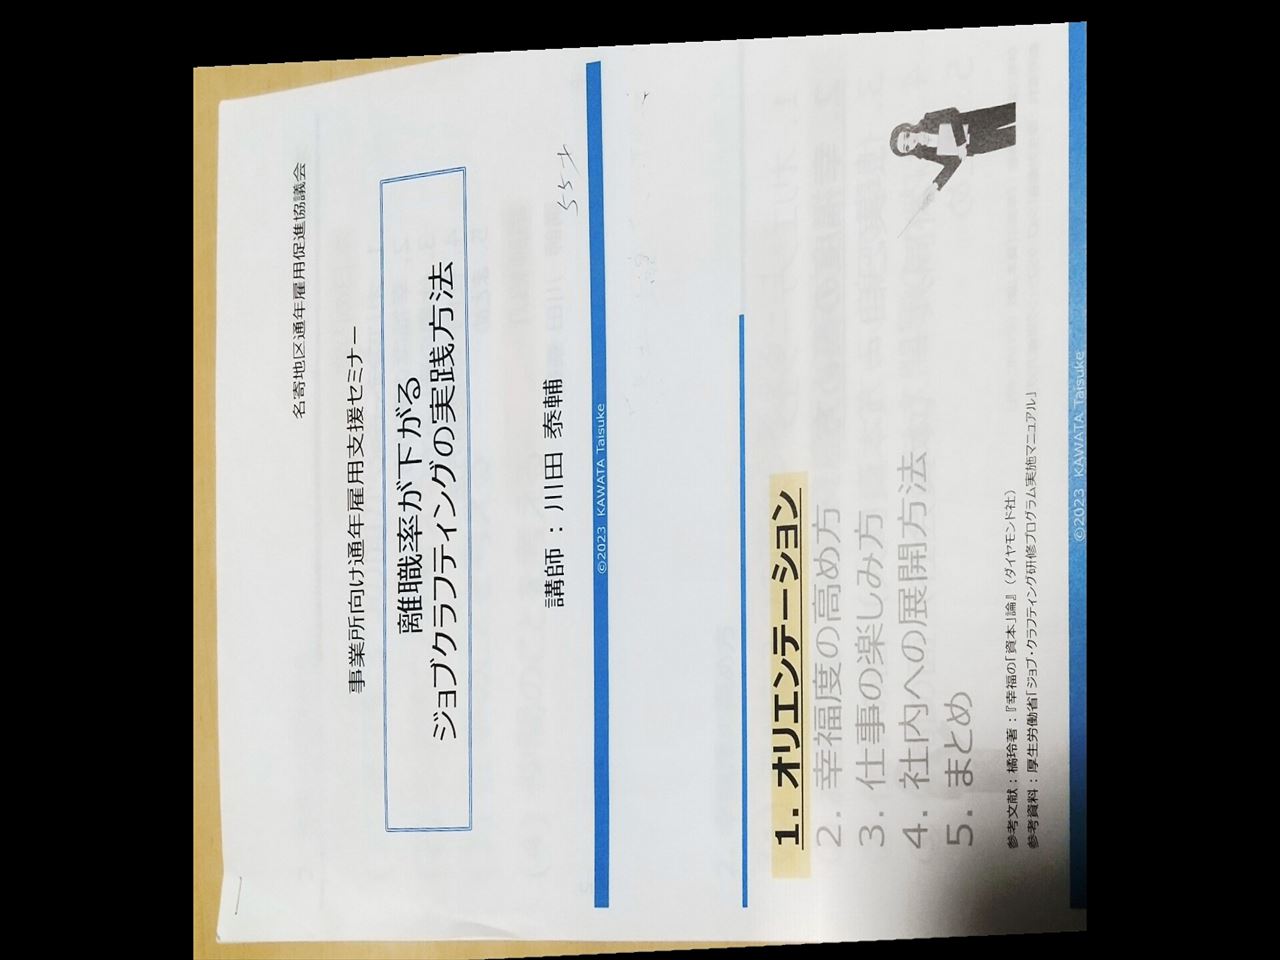 名寄地区通年雇用促進協議会
事業所向け通年雇用支援セミナー
離職率が下がる
ジョブクラフティングの実践方法
講師：川田 泰輔
55才
©2023 KAWATA Taisuke
1. オリエンテーション
2. 幸福度の高め方
3. 仕事の楽しみ方
4. 社内への展開方法
5. まとめ
参考文献：橘玲著：『幸福の「資本」論』（ダイヤモンド社）
参考資料：厚生労働省「ジョブ・クラフティング研修プログラム実施マニュアル」
©2023 KAWATA Taisuke